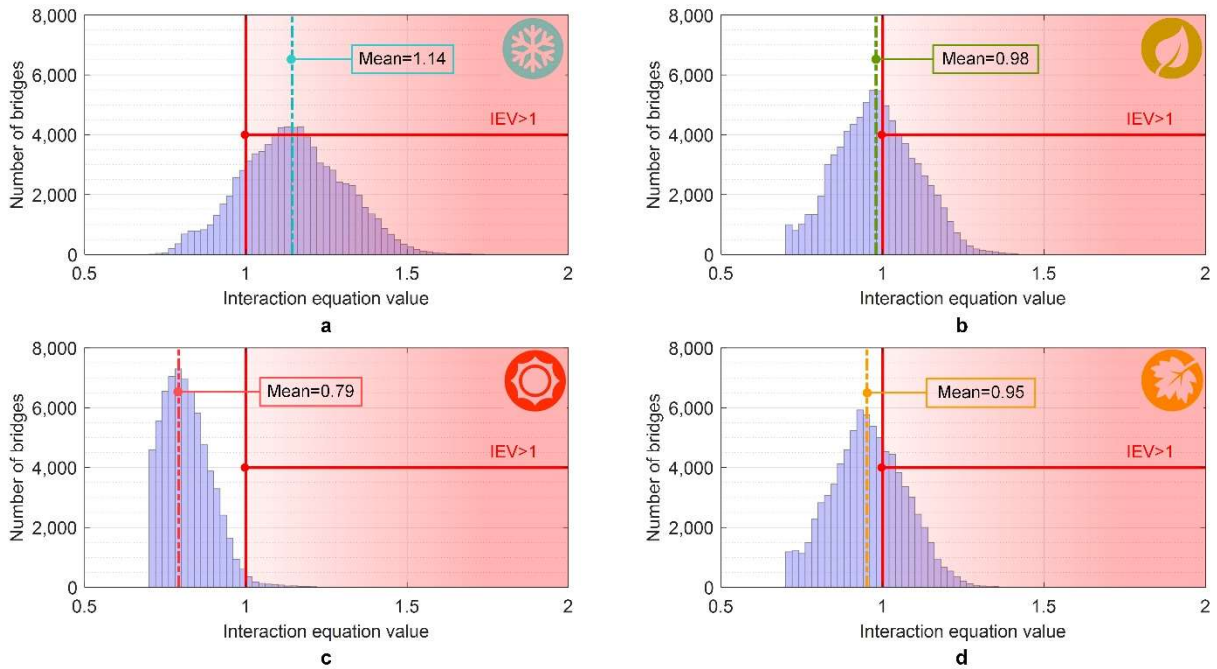 8,000
6,000
4,000
2,000
0
Number of bridges
Mean=1.14
IEV>1
0.5 1 1.5 2
Interaction equation value
a
8,000
6,000
4,000
2,000
0
Number of bridges
Mean=0.98
IEV>1
0.5 1 1.5 2
Interaction equation value
b
8,000
6,000
4,000
2,000
0
Number of bridges
Mean=0.79
IEV>1
0.5 1 1.5 2
Interaction equation value
c
8,000
6,000
4,000
2,000
0
Number of bridges
Mean=0.95
IEV>1
0.5 1 1.5 2
Interaction equation value
d